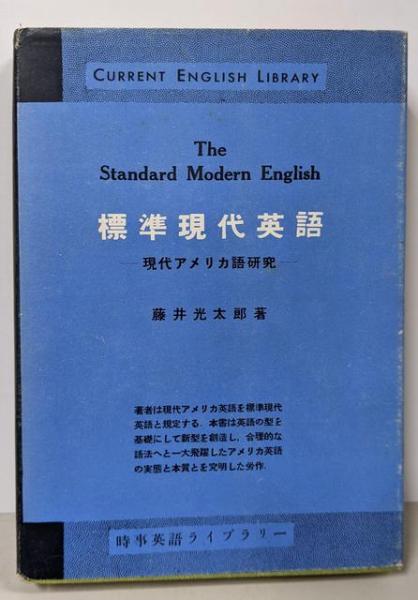 CURRENT ENGLISH LIBRARY
The
Standard Modern English
標準現代英語
現代アメリカ語研究
藤井光太郎著
著者は現代アメリカ英語を標準現代
英語と規定する．本書は英語の型を
基礎にして新型を創造し，合理的な
語法へと一大飛躍したアメリカ英語
の実態と本質とを究明した労作．
時事英語ライブラリー